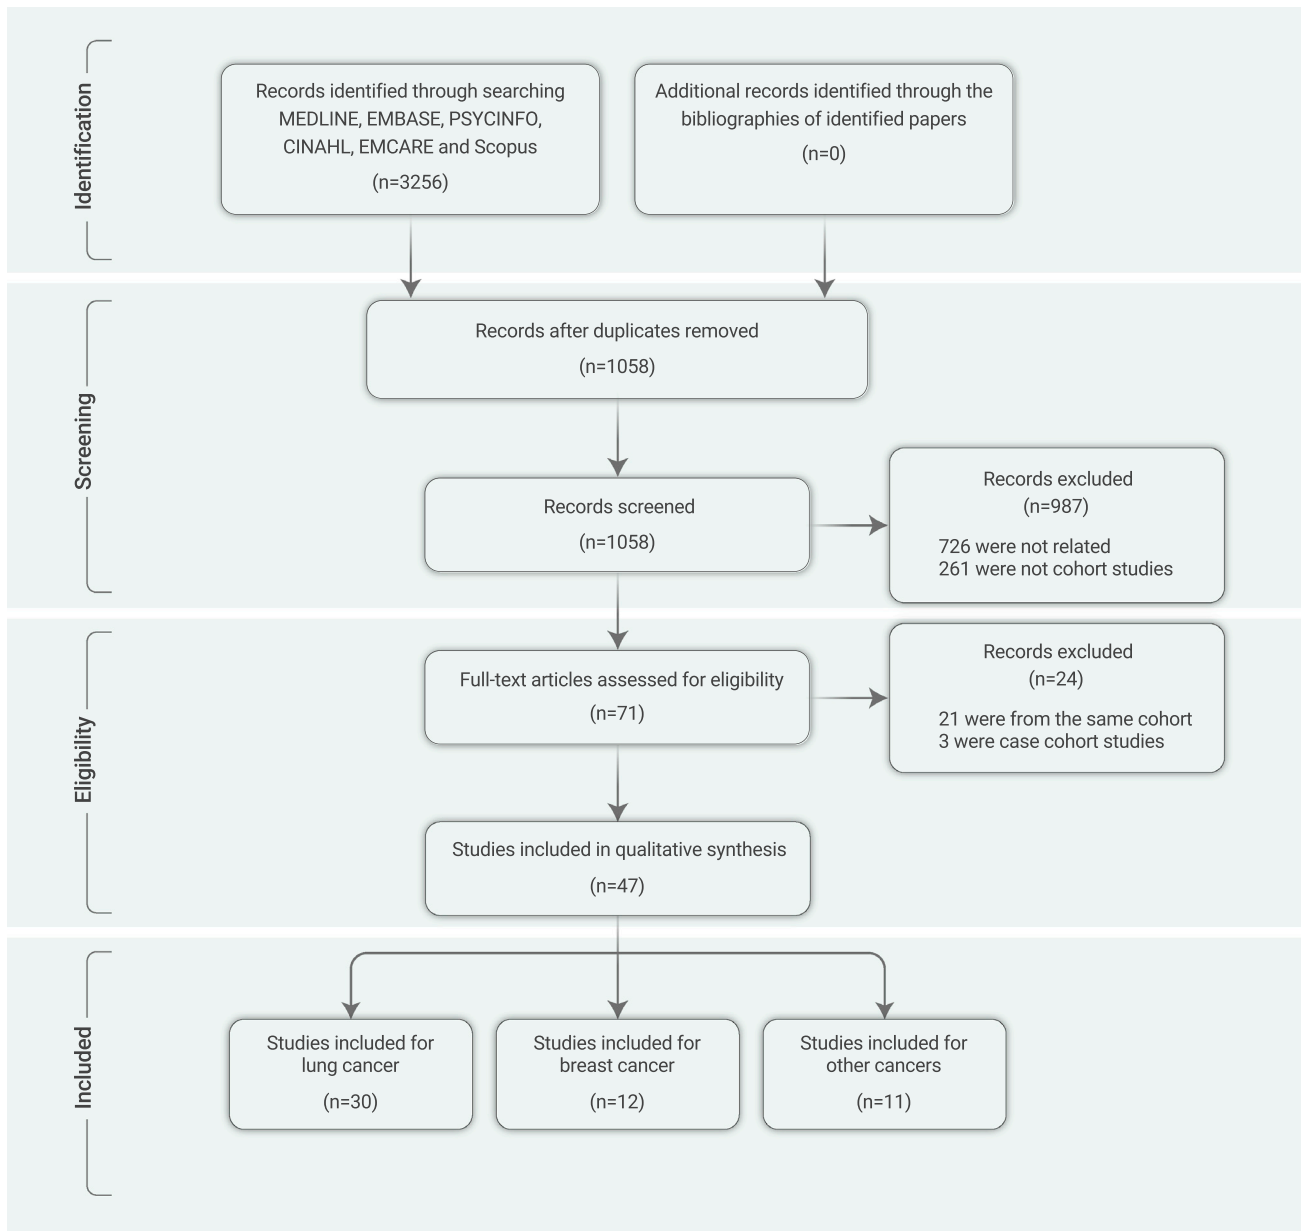 Identification
Records identified through searching
MEDLINE, EMBASE, PSYCINFO,
CINAHL, EMCARE and Scopus
(n=3256)
Additional records identified through the
bibliographies of identified papers
(n=0)
Screening
Records after duplicates removed
(n=1058)
Records screened
(n=1058)
Records excluded
(n=987)
726 were not related
261 were not cohort studies
Eligibility
Full-text articles assessed for eligibility
(n=71)
Records excluded
(n=24)
21 were from the same cohort
3 were case cohort studies
Studies included in qualitative synthesis
(n=47)
Included
Studies included for
lung cancer
(n=30)
Studies included for
breast cancer
(n=12)
Studies included for
other cancers
(n=11)